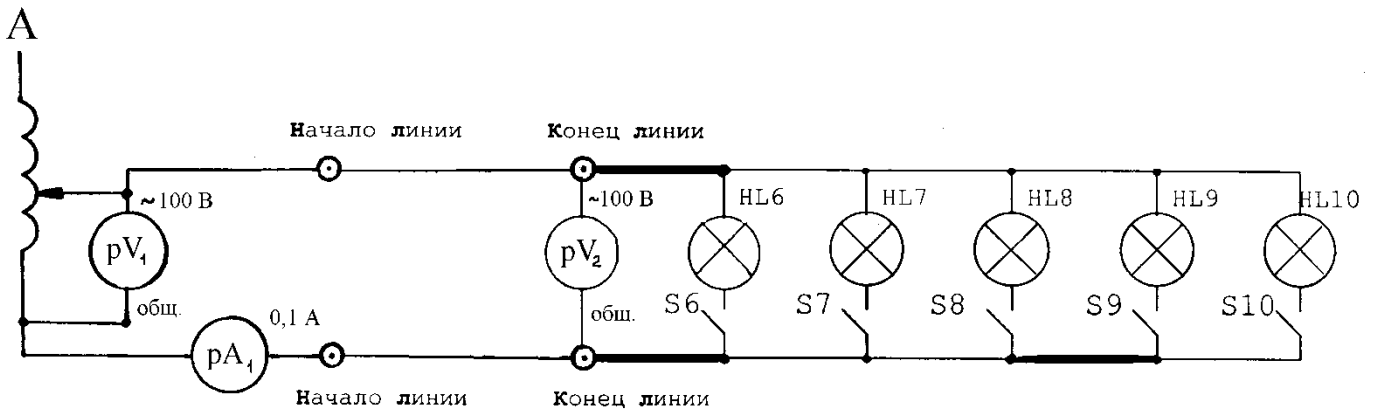 A
Начало линии
Конец линии
~100 В
~100 В
HL6
HL7
HL8
HL9
HL10
pV₁
pV₂
общ.
общ.
S6
S7
S8
S9
S10
0,1 А
pA₁
Начало линии
Конец линии